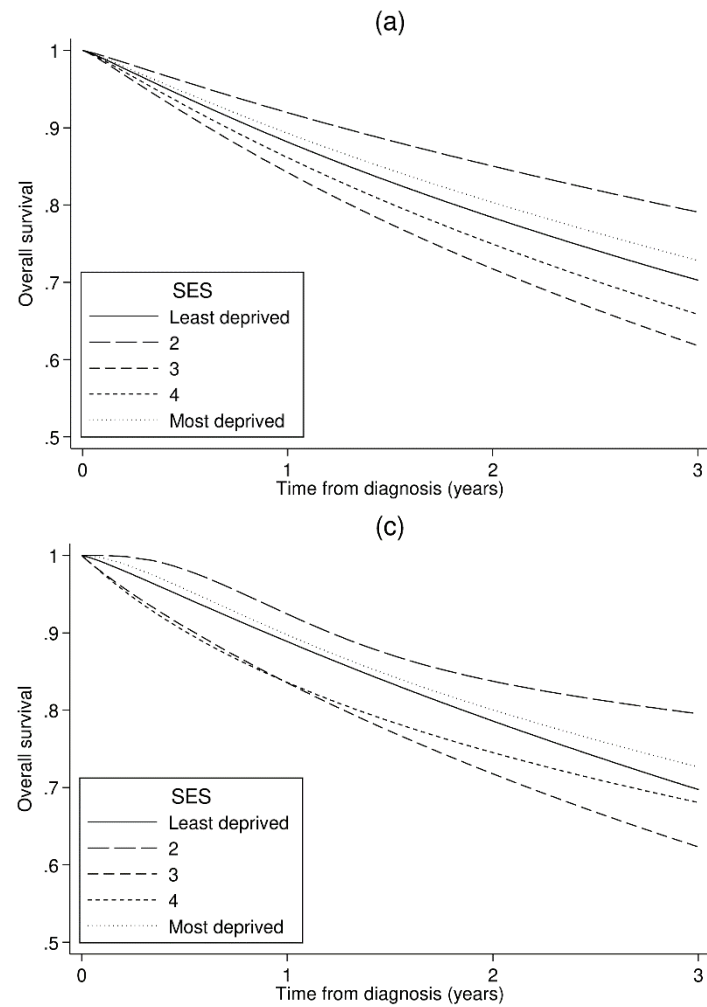 (a)
1
.9
.8
.7
.6
.5
Overall survival
SES
Least deprived
2
3
4
Most deprived
0 1 2 3
Time from diagnosis (years)
(c)
1
.9
.8
.7
.6
.5
Overall survival
SES
Least deprived
2
3
4
Most deprived
0 1 2 3
Time from diagnosis (years)